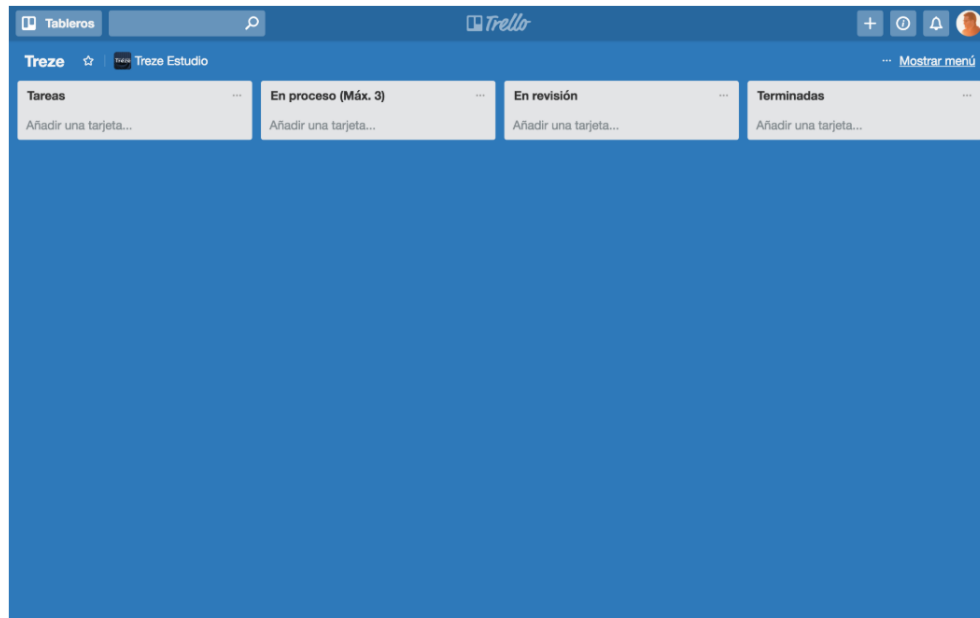 Tableros
Trello
Treze
Treze
Treze Estudio
... Mostrar menú
Tareas ...
En proceso (Máx. 3) ...
En revisión ...
Terminadas ...
Añadir una tarjeta...
Añadir una tarjeta...
Añadir una tarjeta...
Añadir una tarjeta...